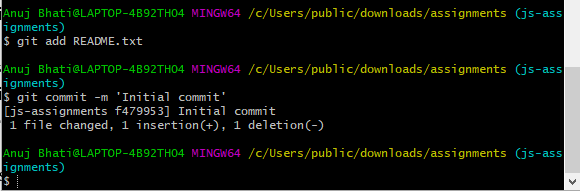 Anuj Bhati@LAPTOP-4B92TH04 MINGW64 /c/Users/public/downloads/assignments (js-ass
ignments)
$ git add README.txt
Anuj Bhati@LAPTOP-4B92TH04 MINGW64 /c/Users/public/downloads/assignments (js-ass
ignments)
$ git commit -m 'Initial commit'
[js-assignments f479953] Initial commit
1 file changed, 1 insertion(+), 1 deletion(-)
Anuj Bhati@LAPTOP-4B92TH04 MINGW64 /c/Users/public/downloads/assignments (js-ass
ignments)
$